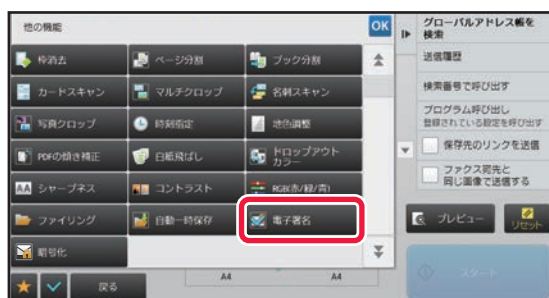 他の機能
OK
枠消去
ページ分割
ブック分割
カードスキャン
マルチクロップ
名刺スキャン
写真クロップ
時刻指定
地色調整
PDFの傾き補正
白紙飛ばし
ドロップアウト
カラー
シャープネス
コントラスト
RGB(赤/緑/青)
ファイリング
自動一時保存
電子署名
暗号化
戻る
A4
A4
グローバルアドレス帳を
検索
送信履歴
検索番号で呼び出す
プログラム呼び出し
登録されている設定を呼び出す
保存先のリンクを送信
ファクス宛先と
同じ画像で送信する
プレビュー
リセット
スタート